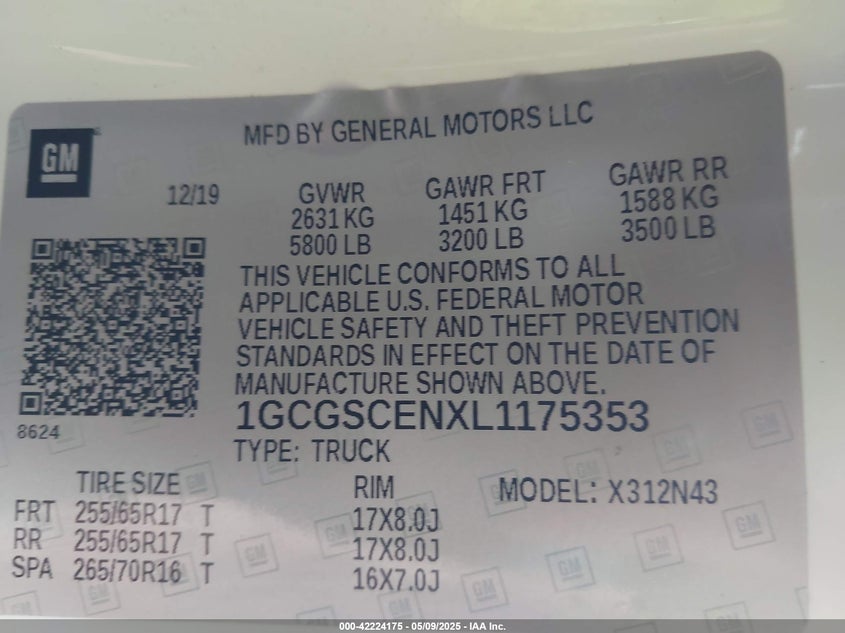 GM
MFD BY GENERAL MOTORS LLC
12/19
GVWR GAWR FRT GAWR RR
2631 KG 1451 KG 1588 KG
5800 LB 3200 LB 3500 LB
THIS VEHICLE CONFORMS TO ALL
APPLICABLE U.S. FEDERAL MOTOR
VEHICLE SAFETY AND THEFT PREVENTION
STANDARDS IN EFFECT ON THE DATE OF
MANUFACTURE SHOWN ABOVE.
1GCGSCENXL1175353
8624
TYPE: TRUCK
TIRE SIZE RIM MODEL: X312N43
FRT 255/65R17 T 17X8.0J
RR 255/65R17 T 17X8.0J
SPA 265/70R16 T 16X7.0J
000-42224175 - 05/09/2025 - IAA Inc.